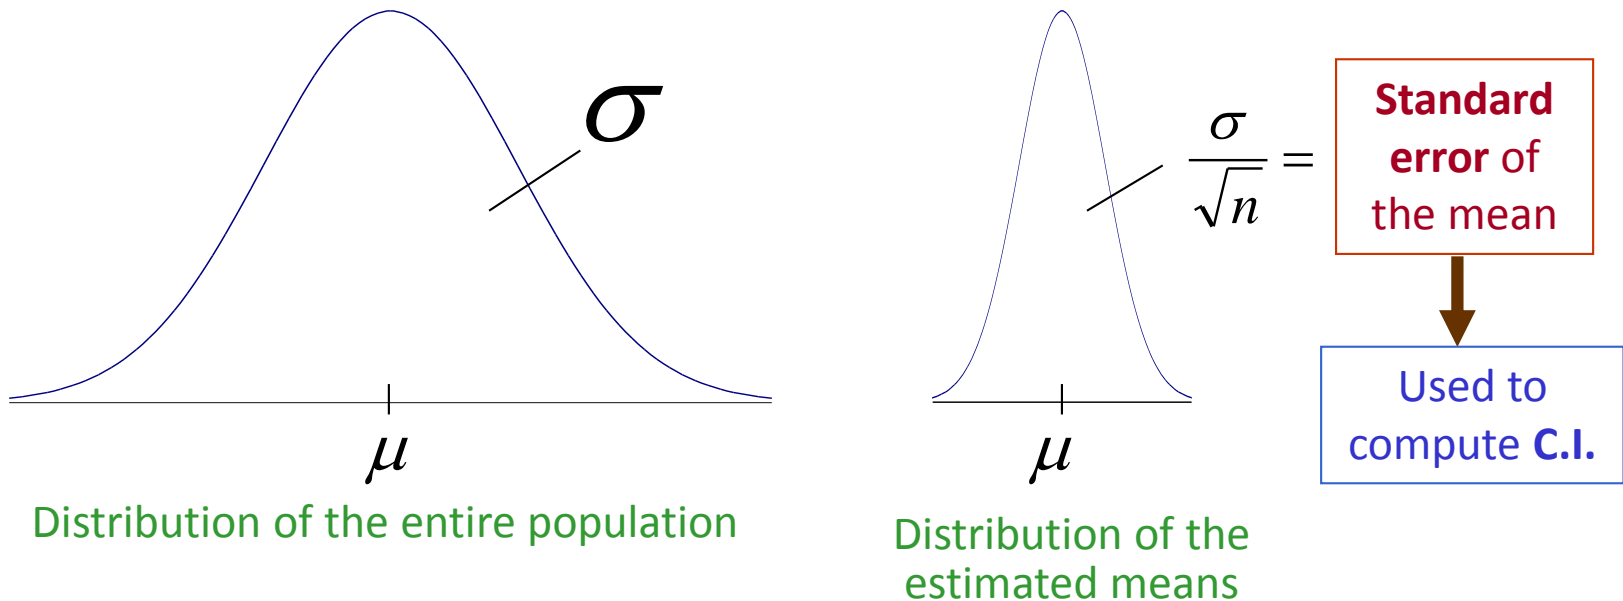 σ
μ
Distribution of the entire population
σ/√n =
μ
Distribution of the
estimated means
Standard
error of
the mean
Used to
compute C.I.